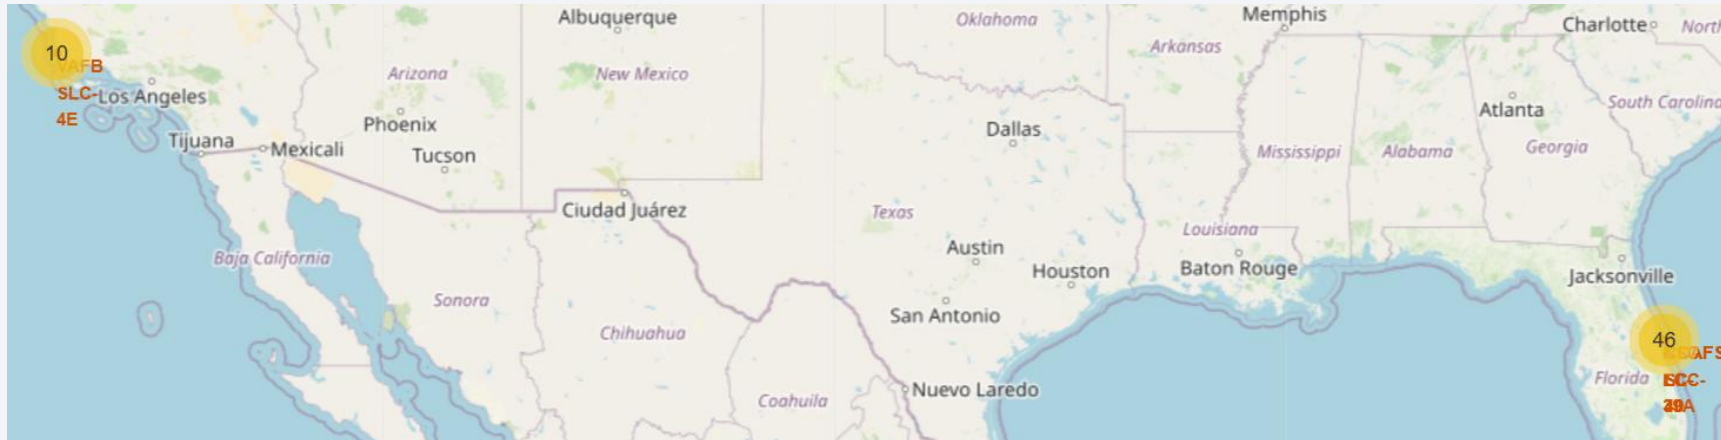 Albuquerque
Oklahoma
Memphis
Charlotte
North
10
VAFB
SLC-
4E
Arizona
New Mexico
Arkansas
Los Angeles
Phoenix
Dallas
Atlanta
South Carolina
Tijuana
Mexicali
Tucson
Mississippi
Alabama
Georgia
Ciudad Juárez
Texas
Louisiana
Baja California
Austin
Houston
Baton Rouge
Jacksonville
Sonora
San Antonio
Chihuahua
46
Florida
Nuevo Laredo
Coahuila